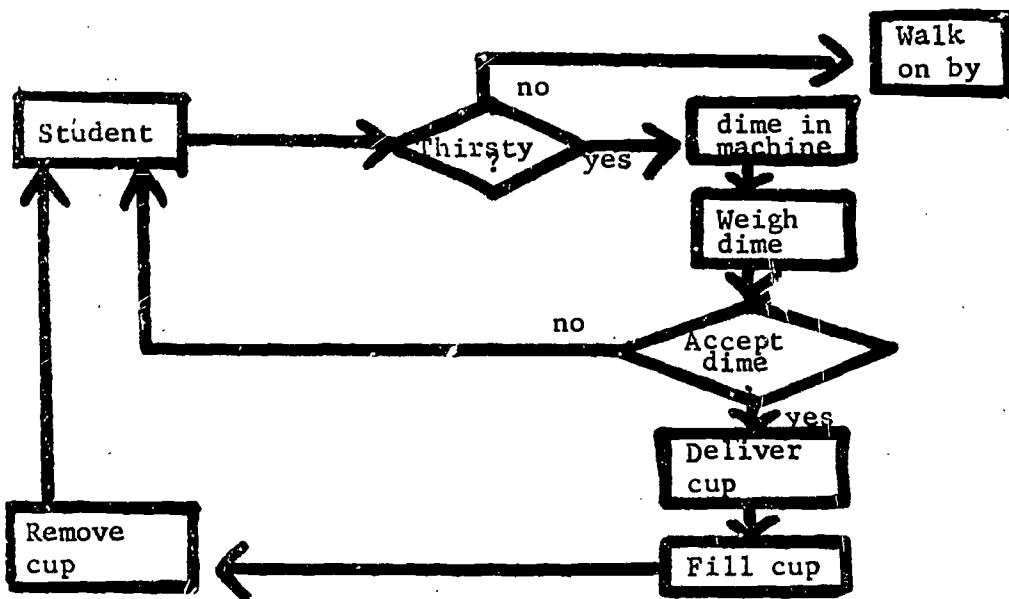 Walk
on by
no
Student
Thirsty
?
yes
dime in
machine
Weigh
dime
no
Accept
dime
yes
Deliver
cup
Remove
cup
Fill cup